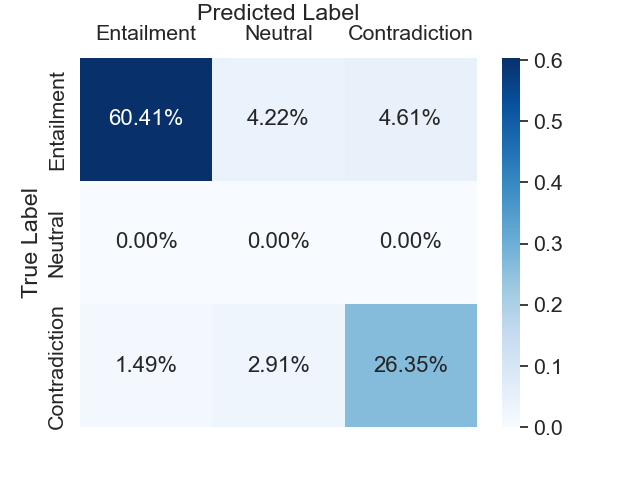 Predicted Label
Entailment Neutral Contradiction
True Label
Entailment
60.41% 4.22% 4.61%
Neutral
0.00% 0.00% 0.00%
Contradiction
1.49% 2.91% 26.35%
0.6
0.5
0.4
0.3
0.2
0.1
0.0